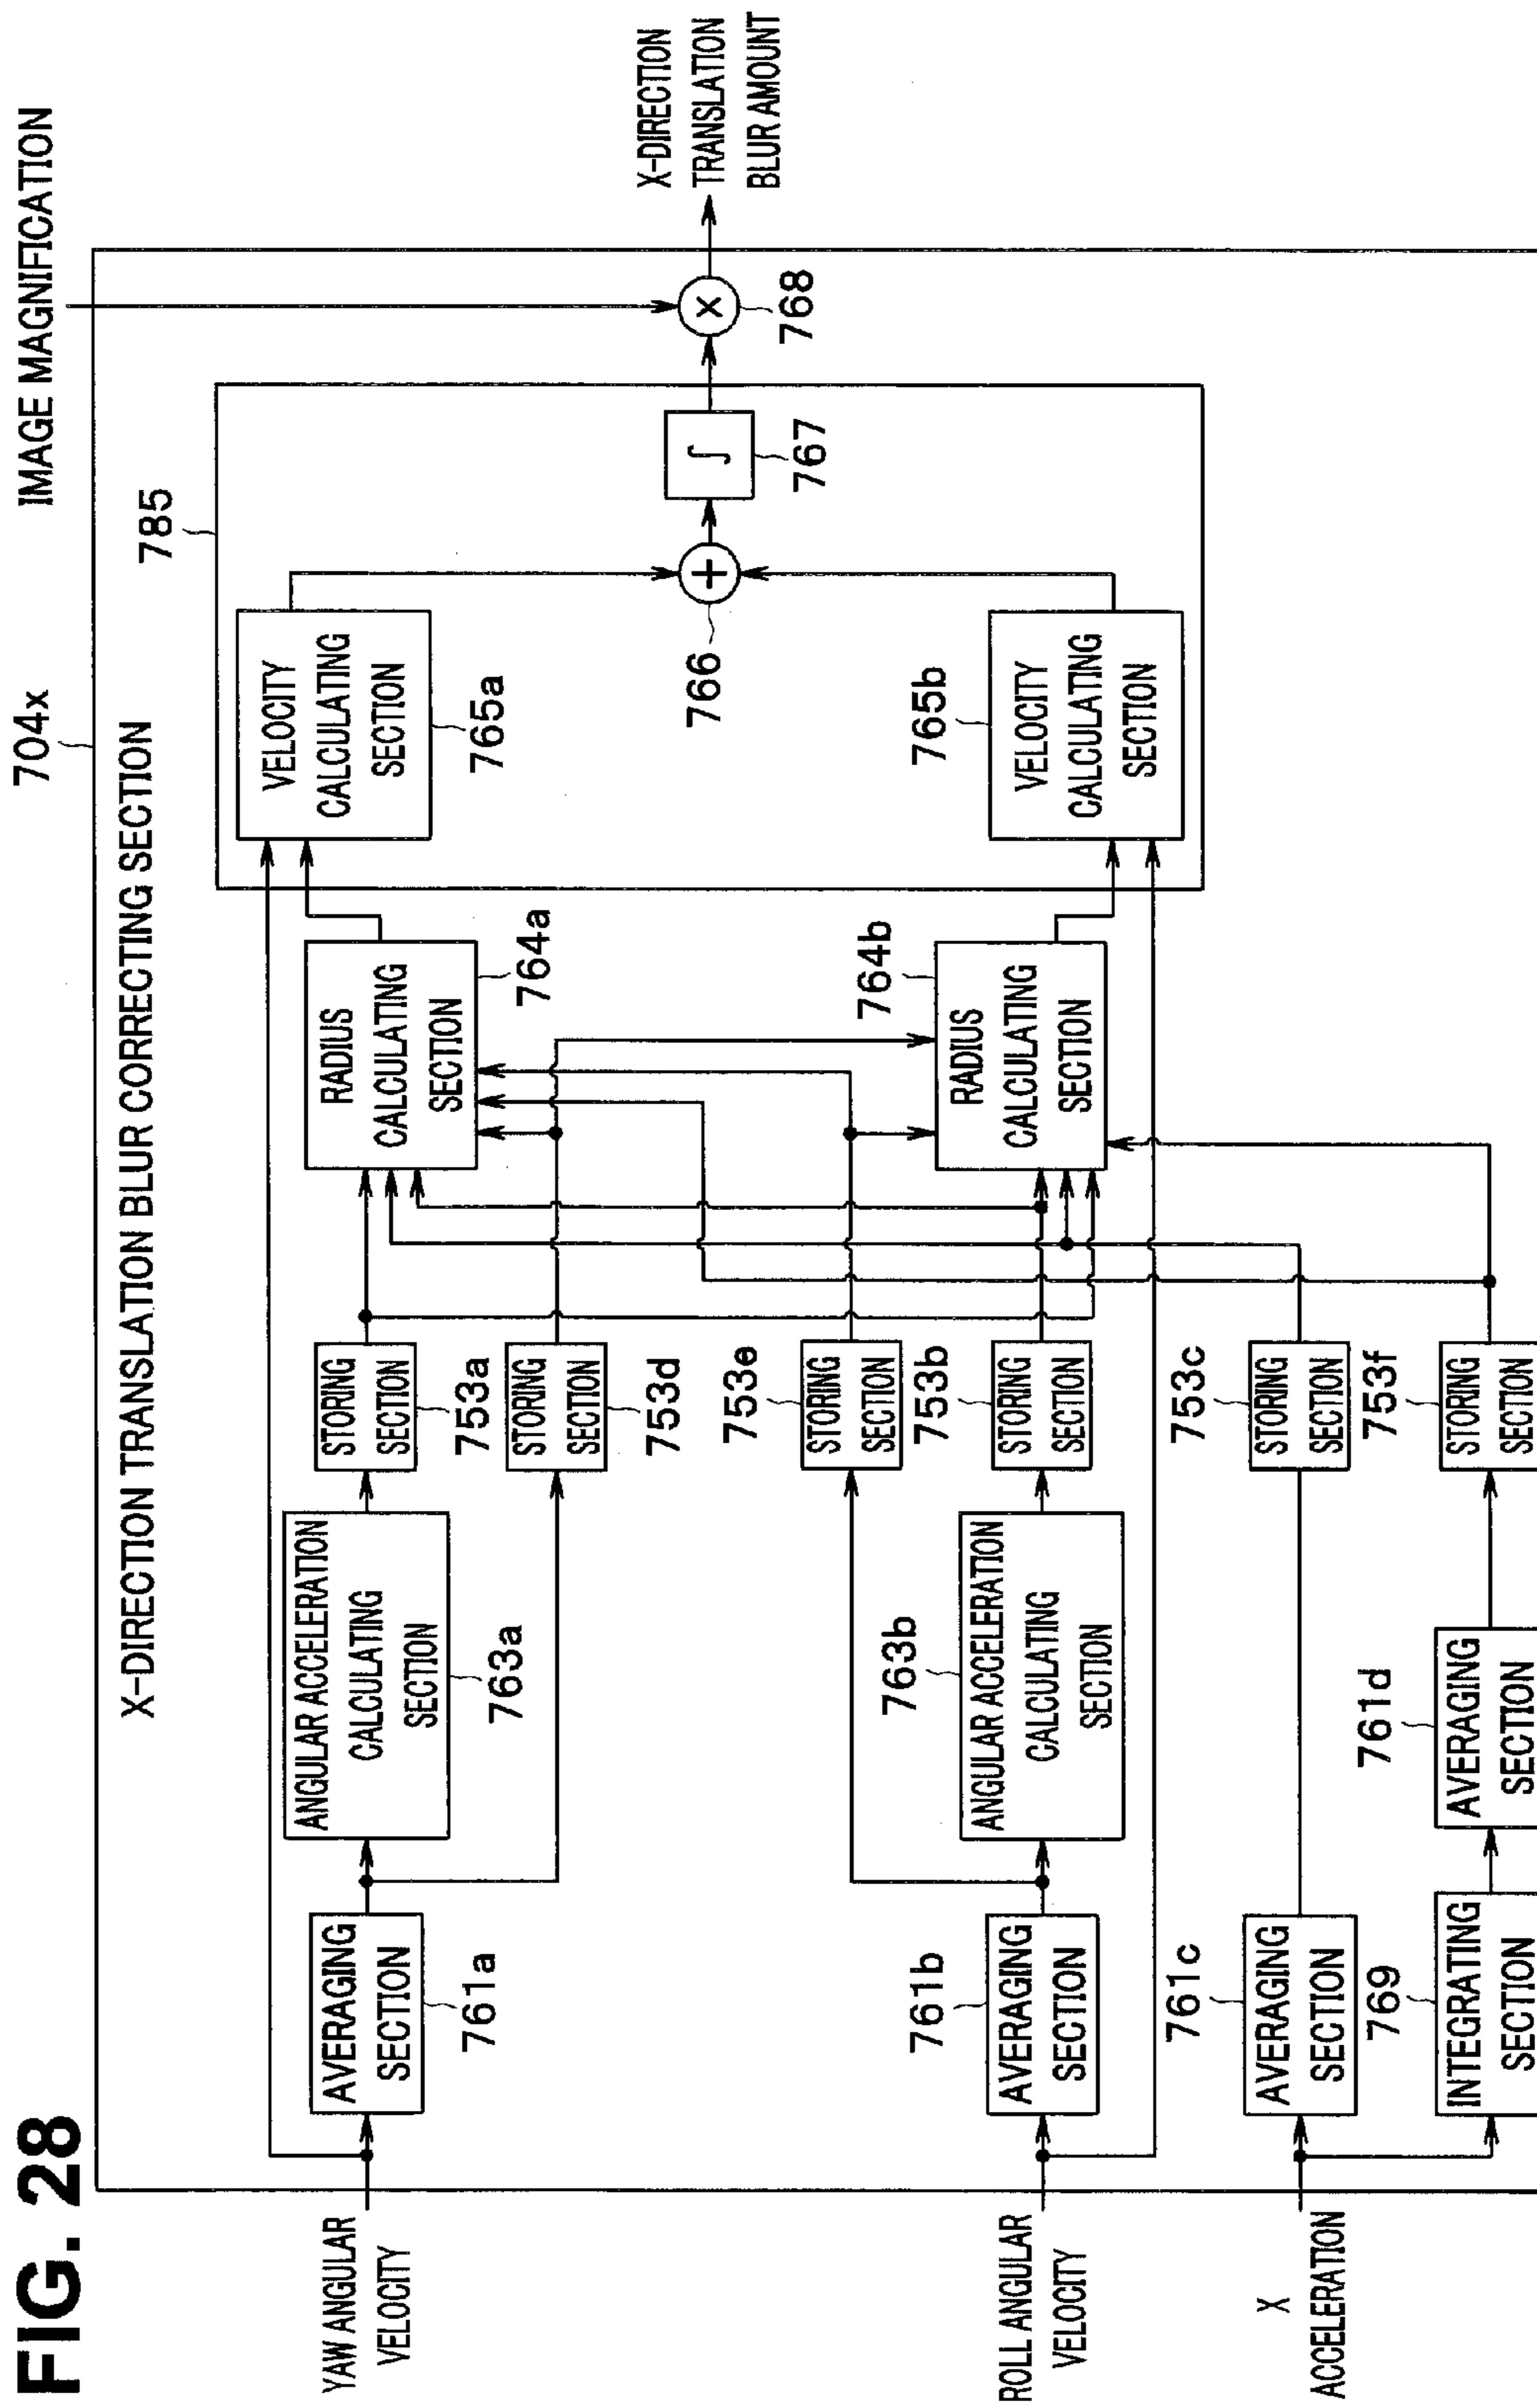 FIG. 28
704x
IMAGE MAGNIFICATION
X-DIRECTION TRANSLATION BLUR CORRECTING SECTION
785
YAW ANGULAR
VELOCITY
AVERAGING
SECTION
761a
ANGULAR ACCELERATION
CALCULATING
SECTION
763a
STORING
SECTION
753a
STORING
SECTION
753d
RADIUS
CALCULATING
SECTION
764a
VELOCITY
CALCULATING
SECTION
765a
+
766
∫
767
×
768
X-DIRECTION
TRANSLATION
BLUR AMOUNT
ROLL ANGULAR
VELOCITY
AVERAGING
SECTION
761b
ANGULAR ACCELERATION
CALCULATING
SECTION
763b
STORING
SECTION
753e
STORING
SECTION
753b
RADIUS
CALCULATING
SECTION
764b
VELOCITY
CALCULATING
SECTION
765b
X
ACCELERATION
AVERAGING
SECTION
761c
STORING
SECTION
753c
INTEGRATING
SECTION
769
AVERAGING
SECTION
761d
STORING
SECTION
753f